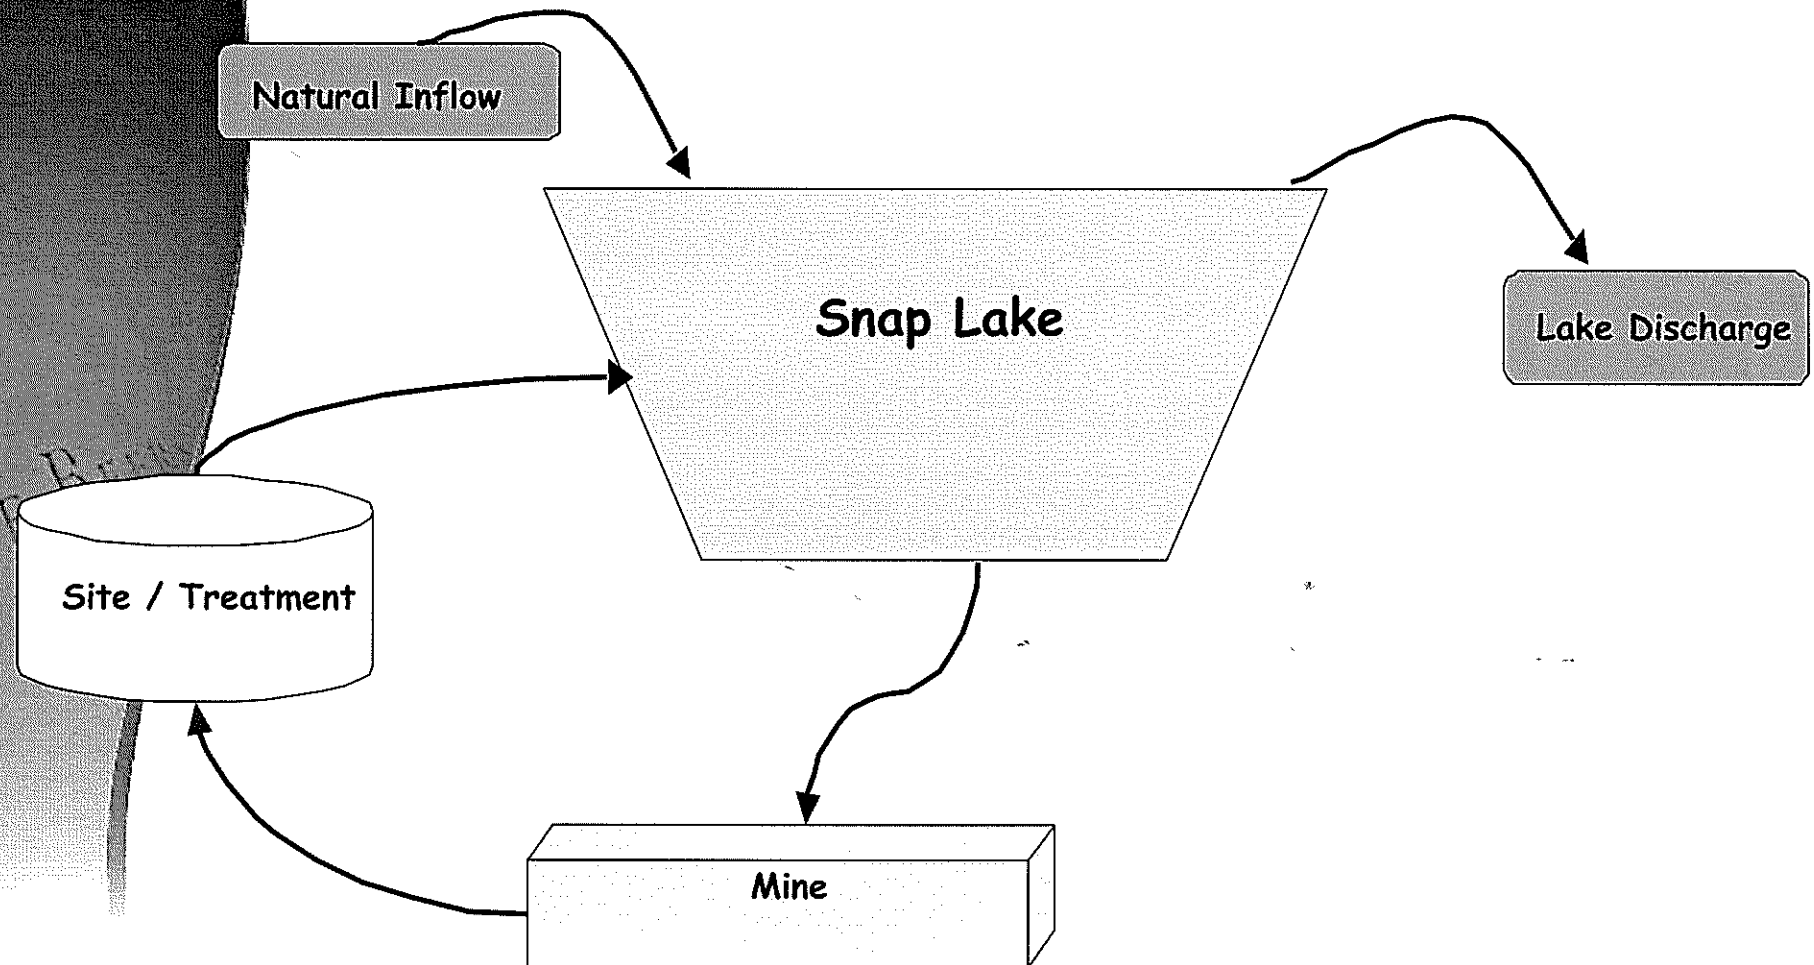 Natural Inflow
Snap Lake
Lake Discharge
Site / Treatment
Mine